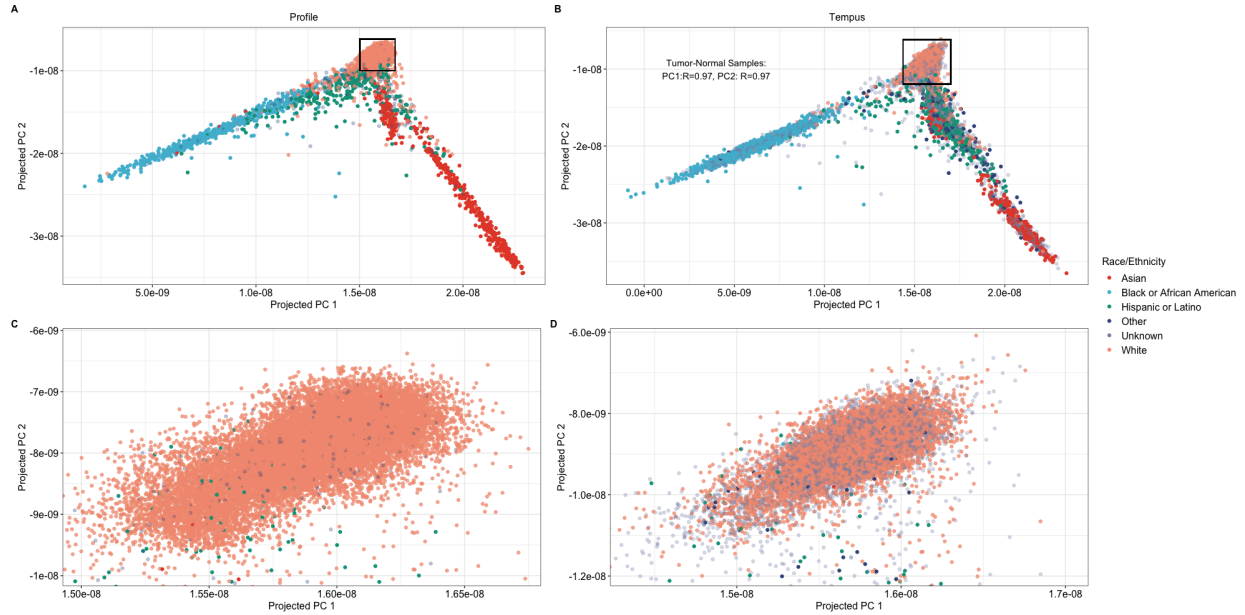 A
Profile
-1e-08
-2e-08
-3e-08
Projected PC 2
5.0e-09
1.0e-08
1.5e-08
2.0e-08
Projected PC 1
B
Tempus
Tumor-Normal Samples:
PC1:R=0.97, PC2: R=0.97
-1e-08
-2e-08
-3e-08
Projected PC 2
0.0e+00
5.0e-09
1.0e-08
1.5e-08
2.0e-08
Projected PC 1
C
-6e-09
-7e-09
-8e-09
-9e-09
-1e-08
Projected PC 2
1.50e-08
1.55e-08
1.60e-08
1.65e-08
Projected PC 1
D
-6.0e-09
-8.0e-09
-1.0e-08
-1.2e-08
Projected PC 2
1.5e-08
1.6e-08
1.7e-08
Projected PC 1
Race/Ethnicity
Asian
Black or African American
Hispanic or Latino
Other
Unknown
White